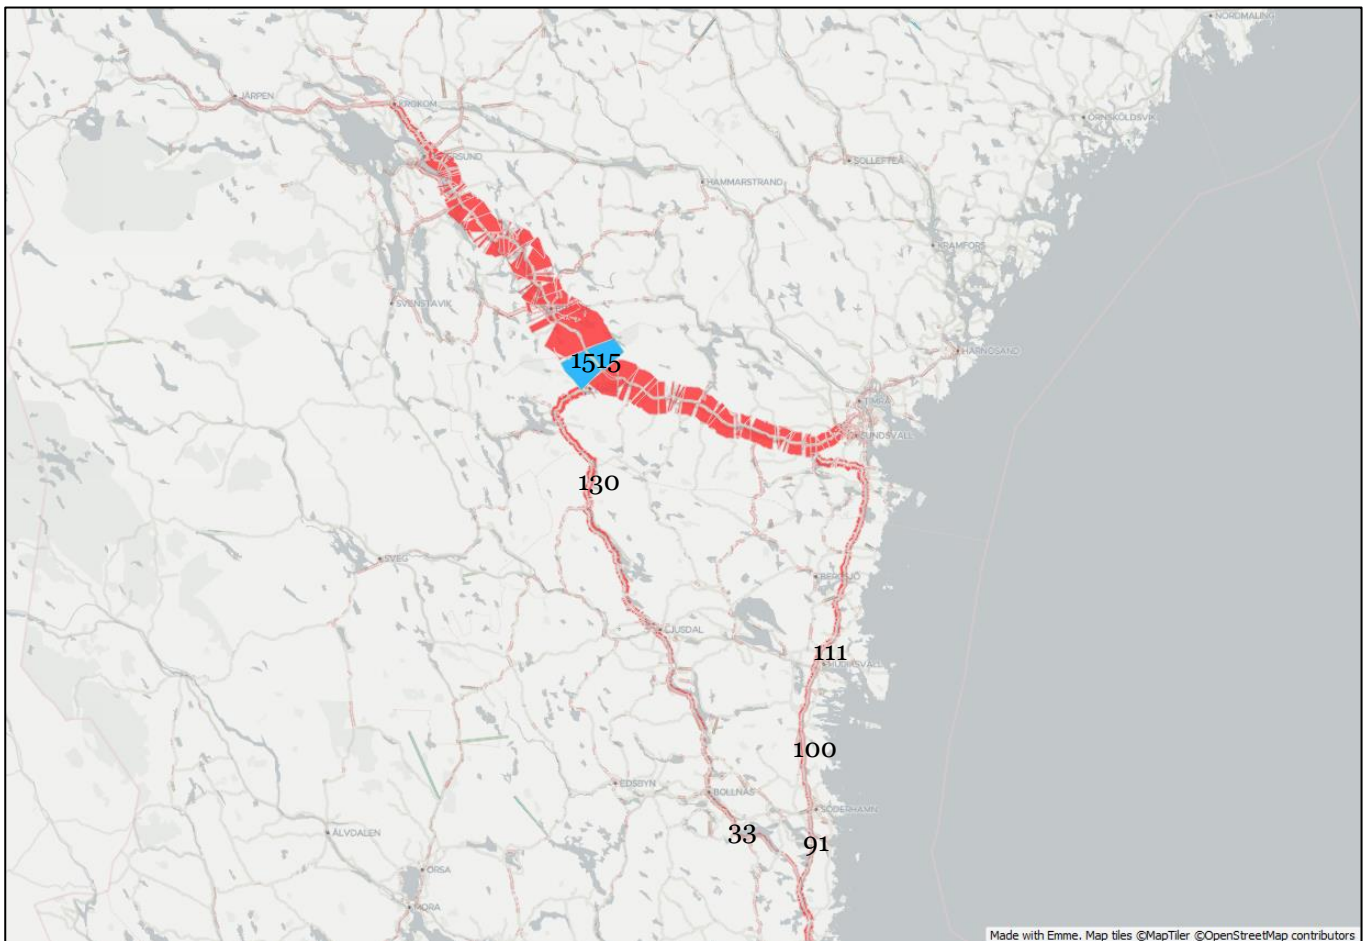 NORDMALING
JÄRPEN
KROKOM
ÖRNSKÖLDSVIK
ERSUND
SOLLEFTEÅ
HAMMARSTRAND
KRAMFORS
SVENSTAVIK
HÄRNÖSAND
1515
TIMRÅ
SUNDSVALL
130
SVEG
BERGSJÖ
LJUSDAL
111
HUDIKSVALL
100
EDSBYN
BOLLNÄS
SÖDERHAMN
ÄLVDALEN
33
91
ORSA
MORA
Made with Emme. Map tiles ©MapTiler ©OpenStreetMap contributors